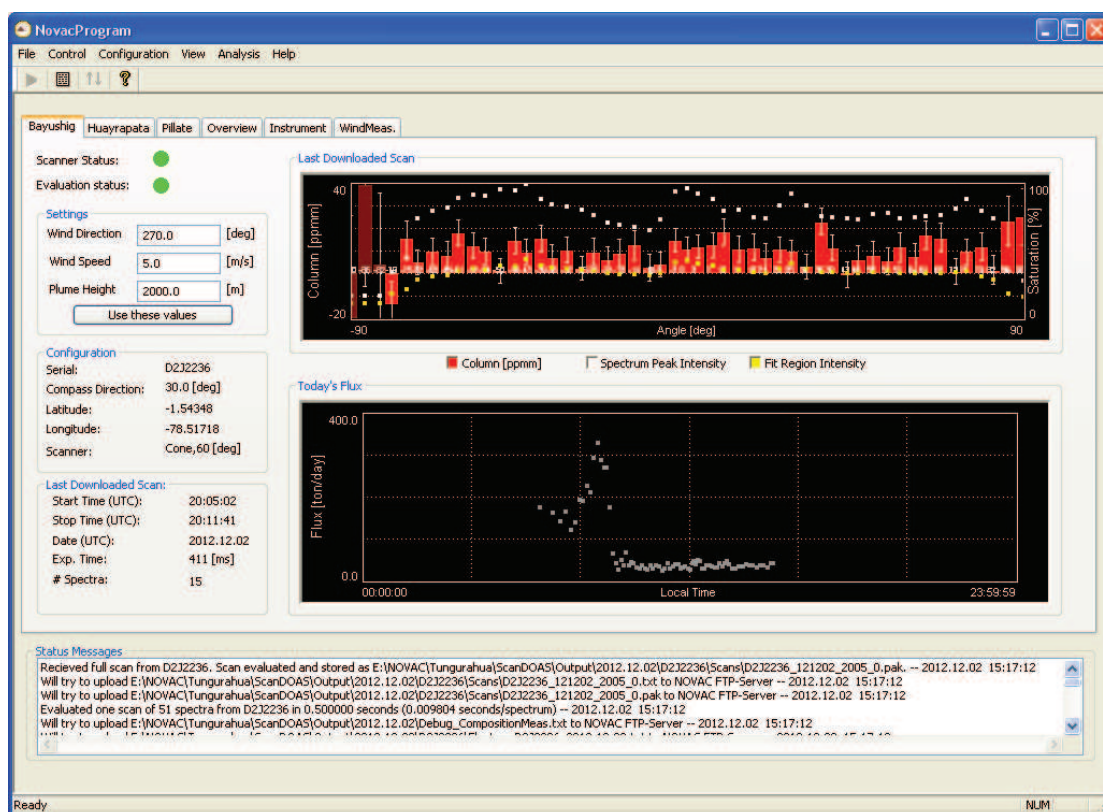 NovacProgram
File Control Configuration View Analysis Help
Bayushig Huayrapata Pillate Overview Instrument WindMeas.
Scanner Status:
Evaluation status:
Settings
Wind Direction 270.0 [deg]
Wind Speed 5.0 [m/s]
Plume Height 2000.0 [m]
Use these values
Configuration
Serial: D2J2236
Compass Direction: 30.0 [deg]
Latitude: -1.54348
Longitude: -78.51718
Scanner: Cone,60 [deg]
Last Downloaded Scan:
Start Time (UTC): 20:05:02
Stop Time (UTC): 20:11:41
Date (UTC): 2012.12.02
Exp. Time: 411 [ms]
# Spectra: 15
Last Downloaded Scan
40
100
Column [ppmm]
Saturation [%]
-20
0
-90 Angle [deg] 90
Column [ppmm] Spectrum Peak Intensity Fit Region Intensity
Today's Flux
400.0
Flux [ton/day]
0.0
00:00:00 Local Time 23:59:59
Status Messages
Recieved full scan from D2J2236. Scan evaluated and stored as E:\NOVAC\Tungurahua\ScanDOAS\Output\2012.12.02\D2J2236\Scans\D2J2236_121202_2005_0.pak. -- 2012.12.02 15:17:12
Will try to upload E:\NOVAC\Tungurahua\ScanDOAS\Output\2012.12.02\D2J2236\Scans\D2J2236_121202_2005_0.txt to NOVAC FTP-Server -- 2012.12.02 15:17:12
Will try to upload E:\NOVAC\Tungurahua\ScanDOAS\Output\2012.12.02\D2J2236\Scans\D2J2236_121202_2005_0.pak to NOVAC FTP-Server -- 2012.12.02 15:17:12
Evaluated one scan of 51 spectra from D2J2236 in 0.500000 seconds (0.009804 seconds/spectrum) -- 2012.12.02 15:17:12
Will try to upload E:\NOVAC\Tungurahua\ScanDOAS\Output\2012.12.02\Debug_CompositionMeas.txt to NOVAC FTP-Server -- 2012.12.02 15:17:12
Ready NUM